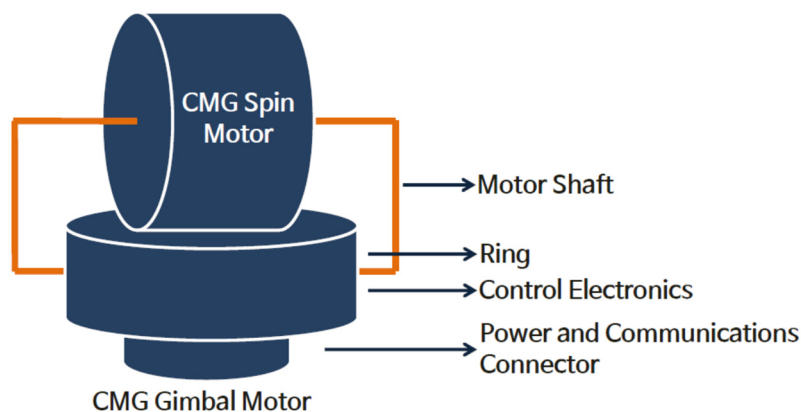 CMG Spin
Motor
Motor Shaft
Ring
Control Electronics
Power and Communications
Connector
CMG Gimbal Motor